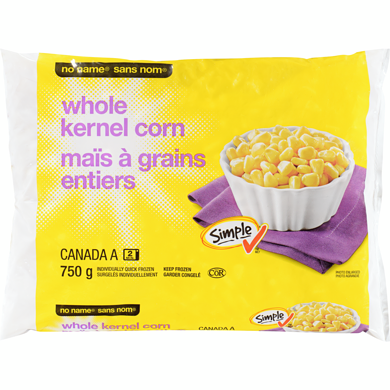 no name® sans nom®
whole
kernel corn
maïs à grains
entiers
Simple
CANADA A
750 g
INDIVIDUALLY QUICK FROZEN
SURGELÉS INDIVIDUELLEMENT
KEEP FROZEN
GARDER CONGELÉ
COR
PHOTO ENLARGED
PHOTO AGRANDIE
no name® sans nom®
whole kernel corn
CANADA A
Simple